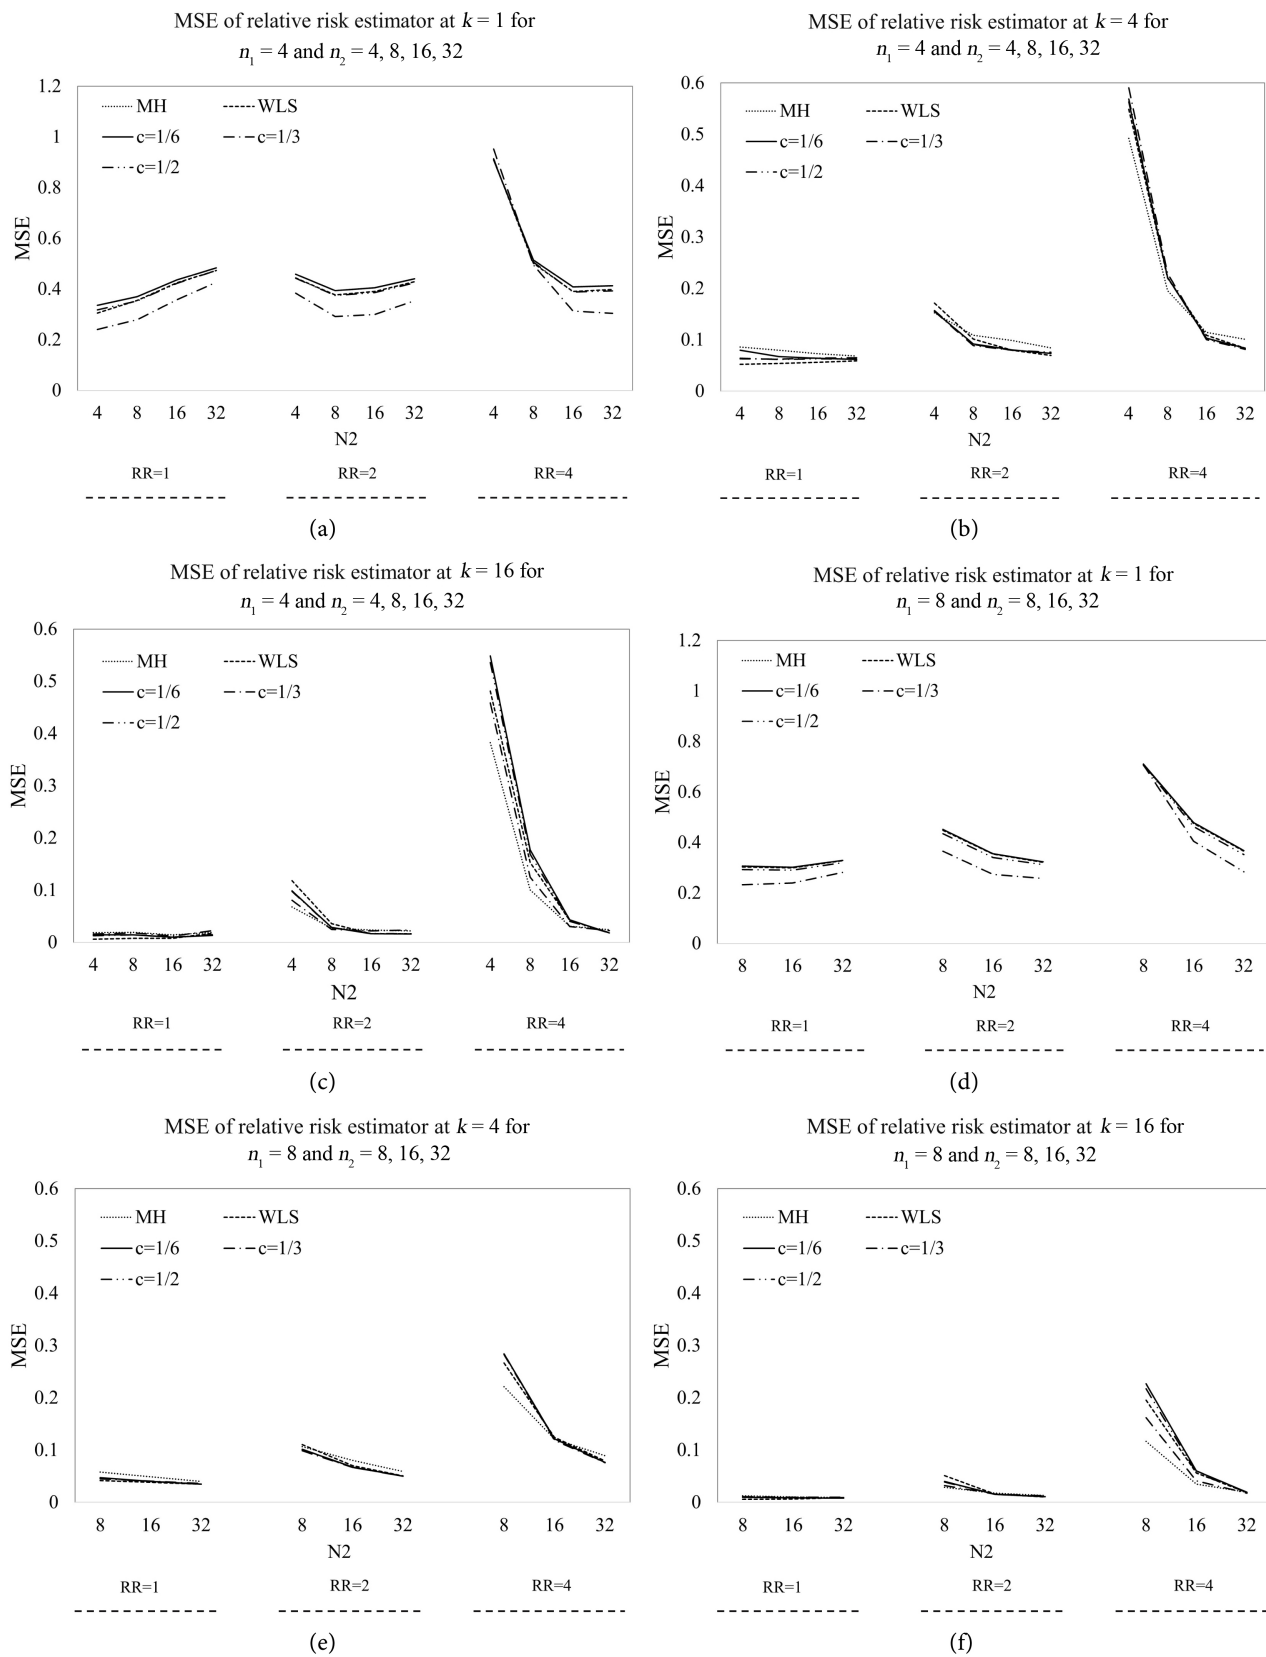 MSE of relative risk estimator at k = 1 for
n1 = 4 and n2 = 4, 8, 16, 32
1.2
1
0.8
0.6
0.4
0.2
0
MSE
MH
WLS
c=1/6
c=1/3
c=1/2
4 8 16 32 4 8 16 32 4 8 16 32
N2
RR=1 RR=2 RR=4
(a)
MSE of relative risk estimator at k = 4 for
n1 = 4 and n2 = 4, 8, 16, 32
0.6
0.5
0.4
0.3
0.2
0.1
0
MSE
MH
WLS
c=1/6
c=1/3
c=1/2
4 8 16 32 4 8 16 32 4 8 16 32
N2
RR=1 RR=2 RR=4
(b)
MSE of relative risk estimator at k = 16 for
n1 = 4 and n2 = 4, 8, 16, 32
0.6
0.5
0.4
0.3
0.2
0.1
0
MSE
MH
WLS
c=1/6
c=1/3
c=1/2
4 8 16 32 4 8 16 32 4 8 16 32
N2
RR=1 RR=2 RR=4
(c)
MSE of relative risk estimator at k = 1 for
n1 = 8 and n2 = 8, 16, 32
1.2
1
0.8
0.6
0.4
0.2
0
MSE
MH
WLS
c=1/6
c=1/3
c=1/2
8 16 32 8 16 32 8 16 32
N2
RR=1 RR=2 RR=4
(d)
MSE of relative risk estimator at k = 4 for
n1 = 8 and n2 = 8, 16, 32
0.6
0.5
0.4
0.3
0.2
0.1
0
MSE
MH
WLS
c=1/6
c=1/3
c=1/2
8 16 32 8 16 32 8 16 32
N2
RR=1 RR=2 RR=4
(e)
MSE of relative risk estimator at k = 16 for
n1 = 8 and n2 = 8, 16, 32
0.6
0.5
0.4
0.3
0.2
0.1
0
MSE
MH
WLS
c=1/6
c=1/3
c=1/2
8 16 32 8 16 32 8 16 32
N2
RR=1 RR=2 RR=4
(f)